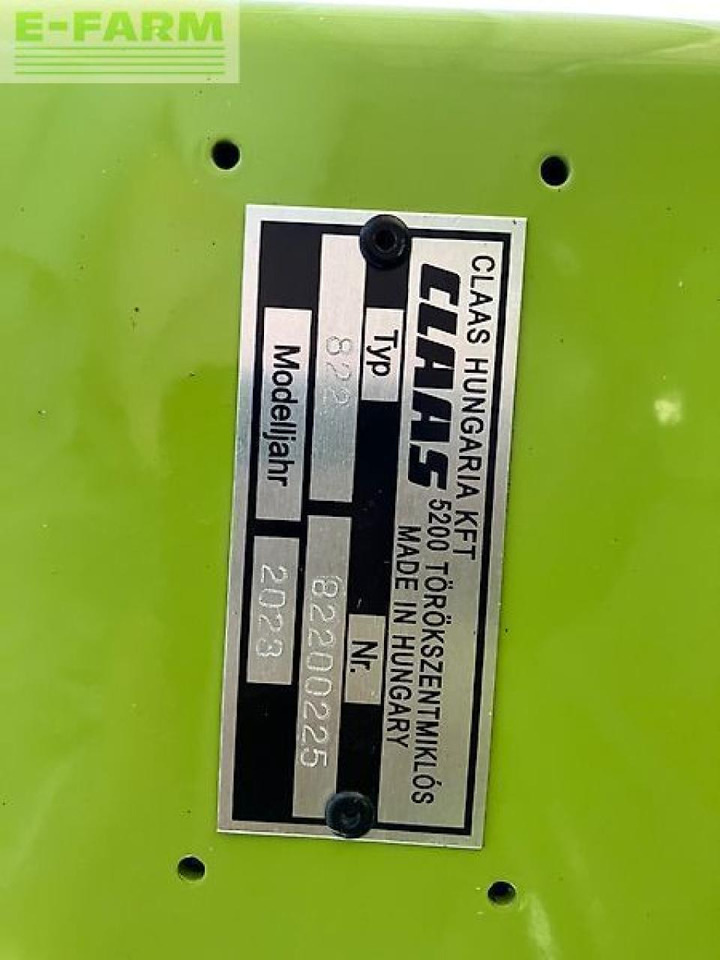 E-FARM
CLAAS HUNGARIA KFT
CLAAS
5200 TÖRÖKSZENTMIKLÓS
MADE IN HUNGARY
Typ
Nr.
822
82200225
Modelljahr
2023